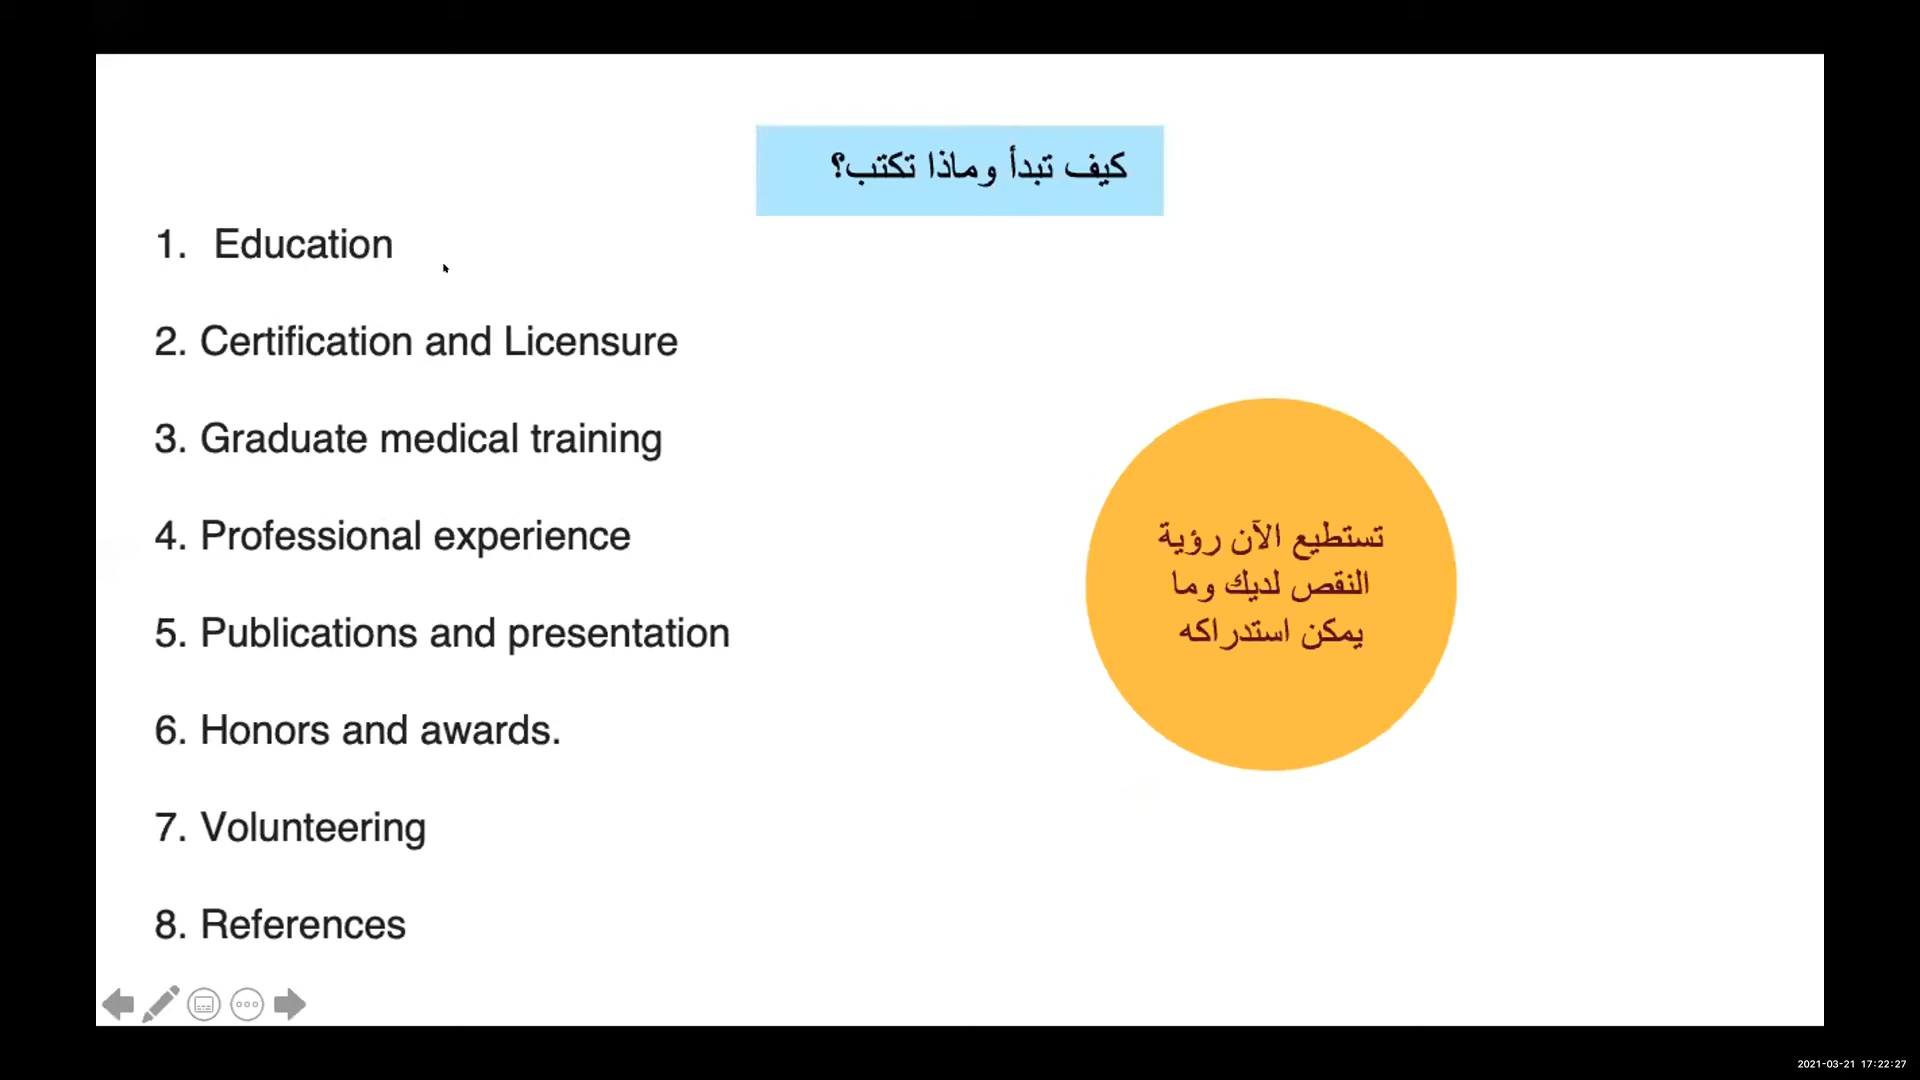 كيف تبدأ وماذا تكتب؟
1. Education
2. Certification and Licensure
3. Graduate medical training
4. Professional experience
5. Publications and presentation
6. Honors and awards.
7. Volunteering
8. References
تستطيع الآن رؤية
النقص لديك وما
يمكن استدراكه
2021-03-21 17:22:27